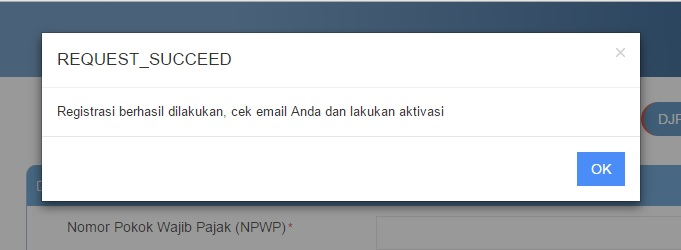 REQUEST_SUCCEED
×
Registrasi berhasil dilakukan, cek email Anda dan lakukan aktivasi
OK
Nomor Pokok Wajib Pajak (NPWP)*